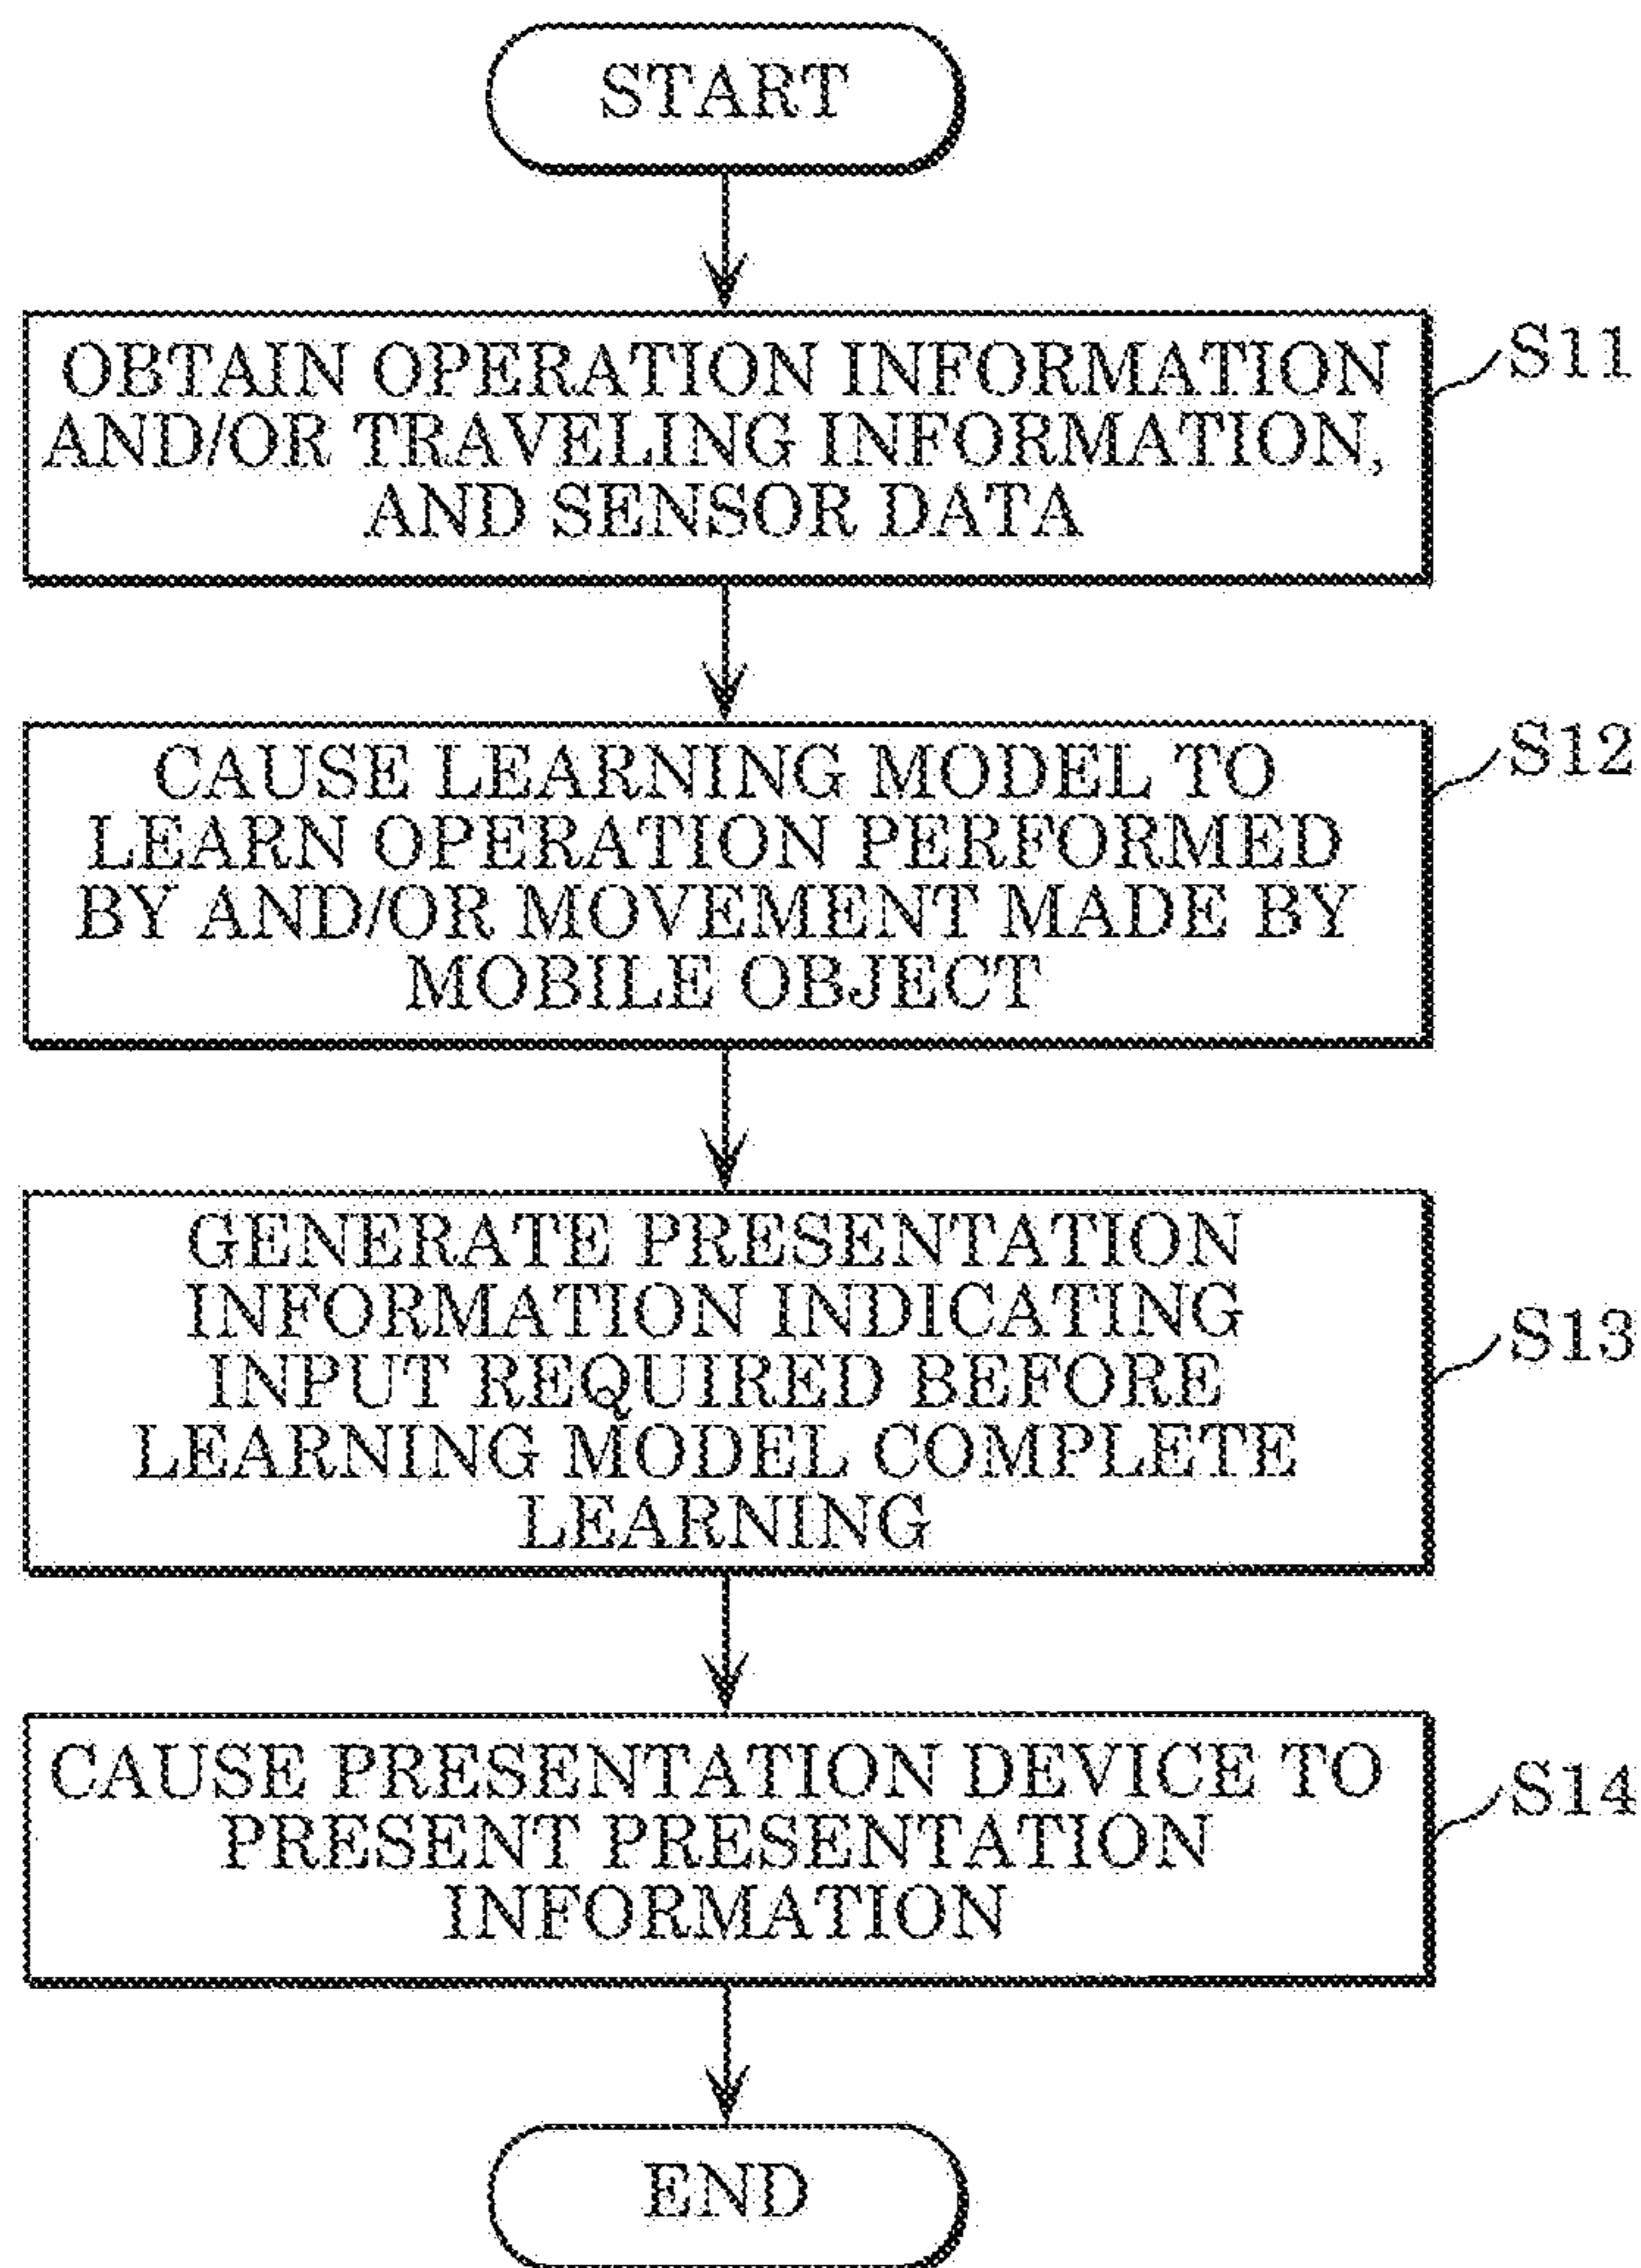 START
OBTAIN OPERATION INFORMATION
AND/OR TRAVELING INFORMATION,
AND SENSOR DATA
S11
CAUSE LEARNING MODEL TO
LEARN OPERATION PERFORMED
BY AND/OR MOVEMENT MADE BY
MOBILE OBJECT
S12
GENERATE PRESENTATION
INFORMATION INDICATING
INPUT REQUIRED BEFORE
LEARNING MODEL COMPLETE
LEARNING
S13
CAUSE PRESENTATION DEVICE TO
PRESENT PRESENTATION
INFORMATION
S14
END